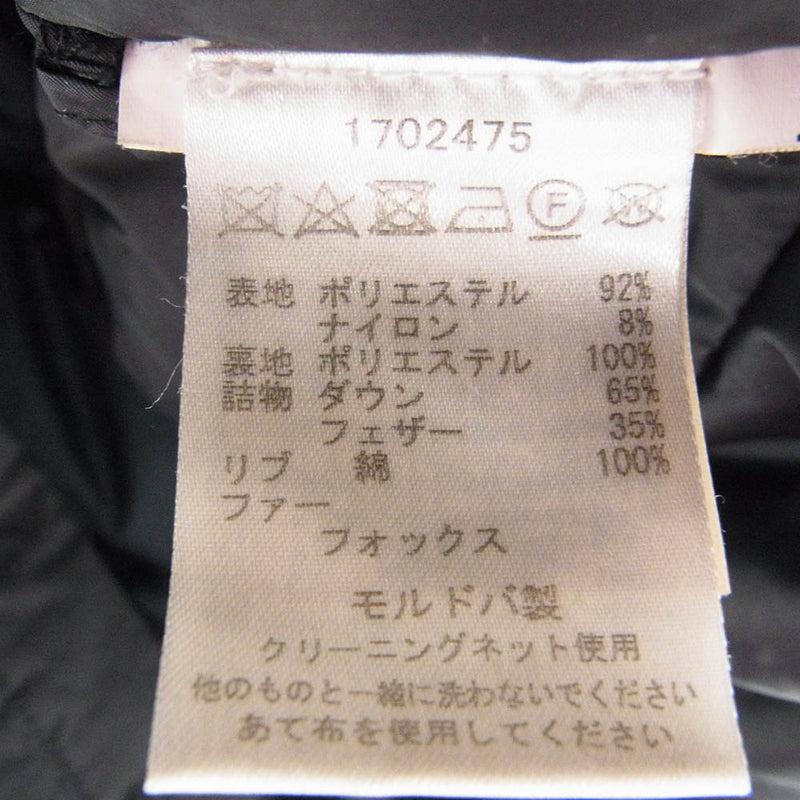 1702475
F
表地 ポリエステル 92%
ナイロン 8%
裏地 ポリエステル 100%
詰物 ダウン 65%
フェザー 35%
リブ 綿 100%
ファー
フォックス
モルドバ製
クリーニングネット使用
他のものと一緒に洗わないでください
あて布を使用してください